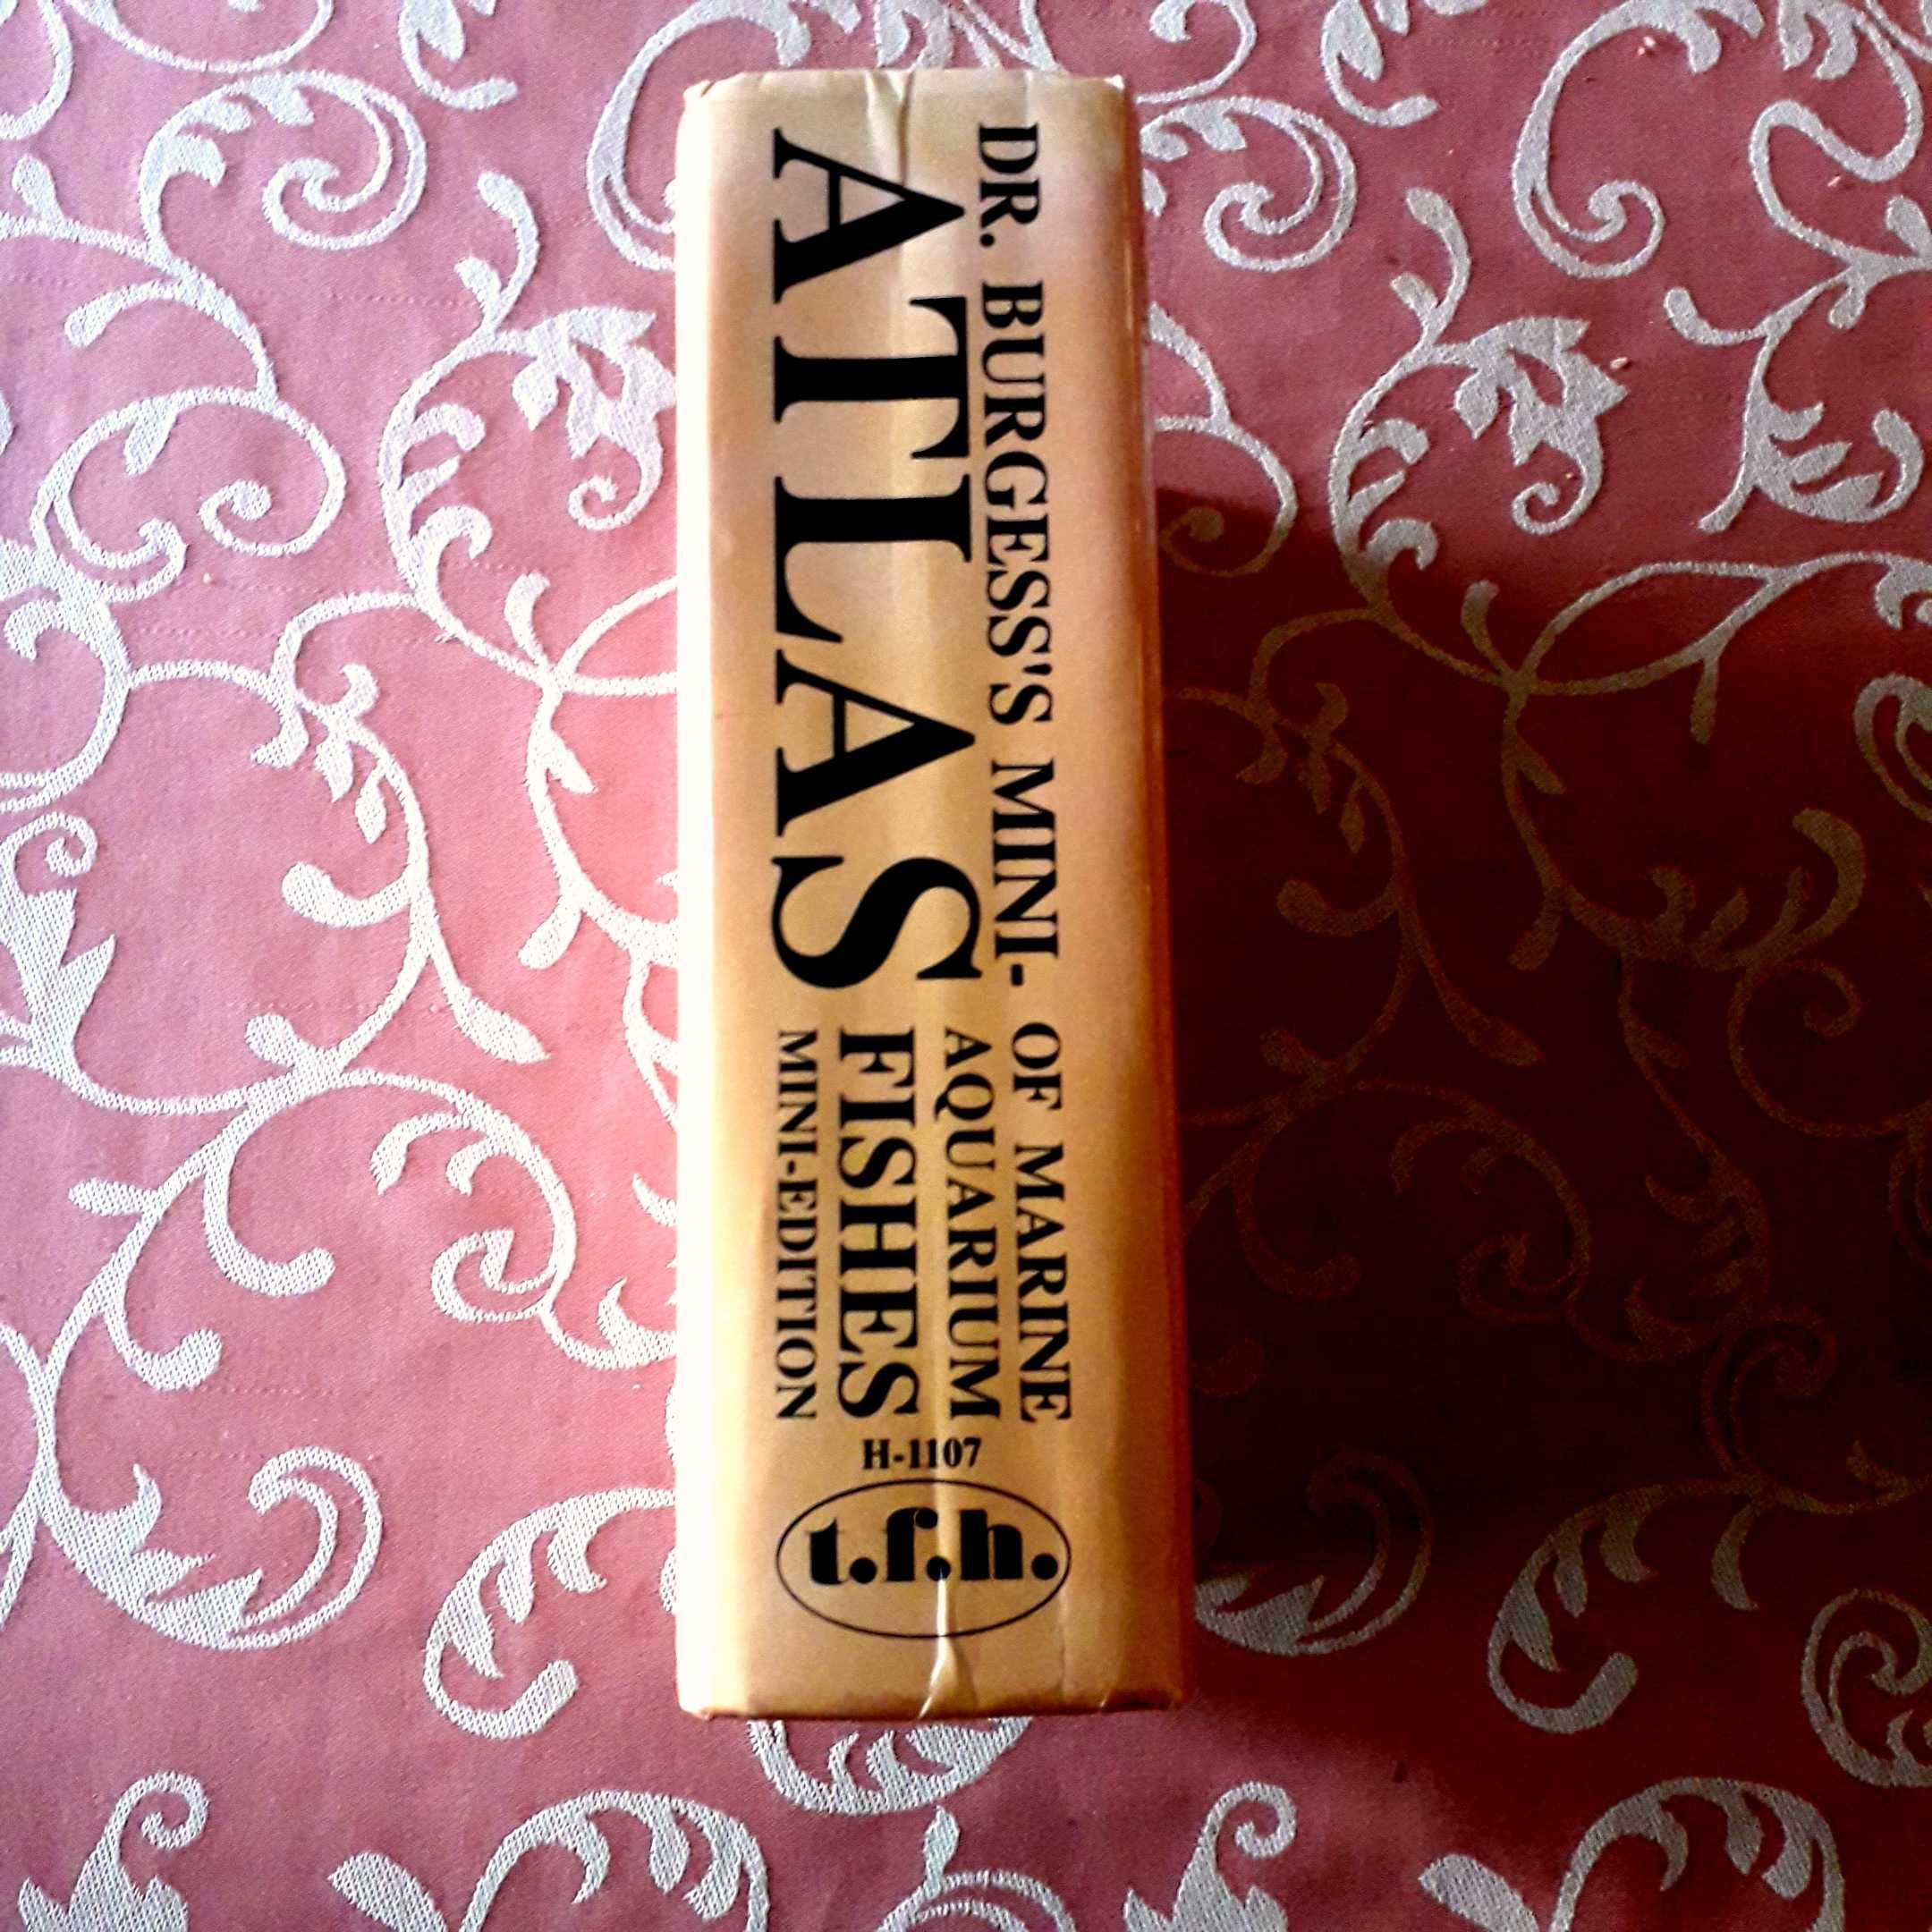 DR. BURGESS'S MINI-
ATLAS
OF MARINE
AQUARIUM
FISHES
MINI-EDITION
H-1107
t.f.h.